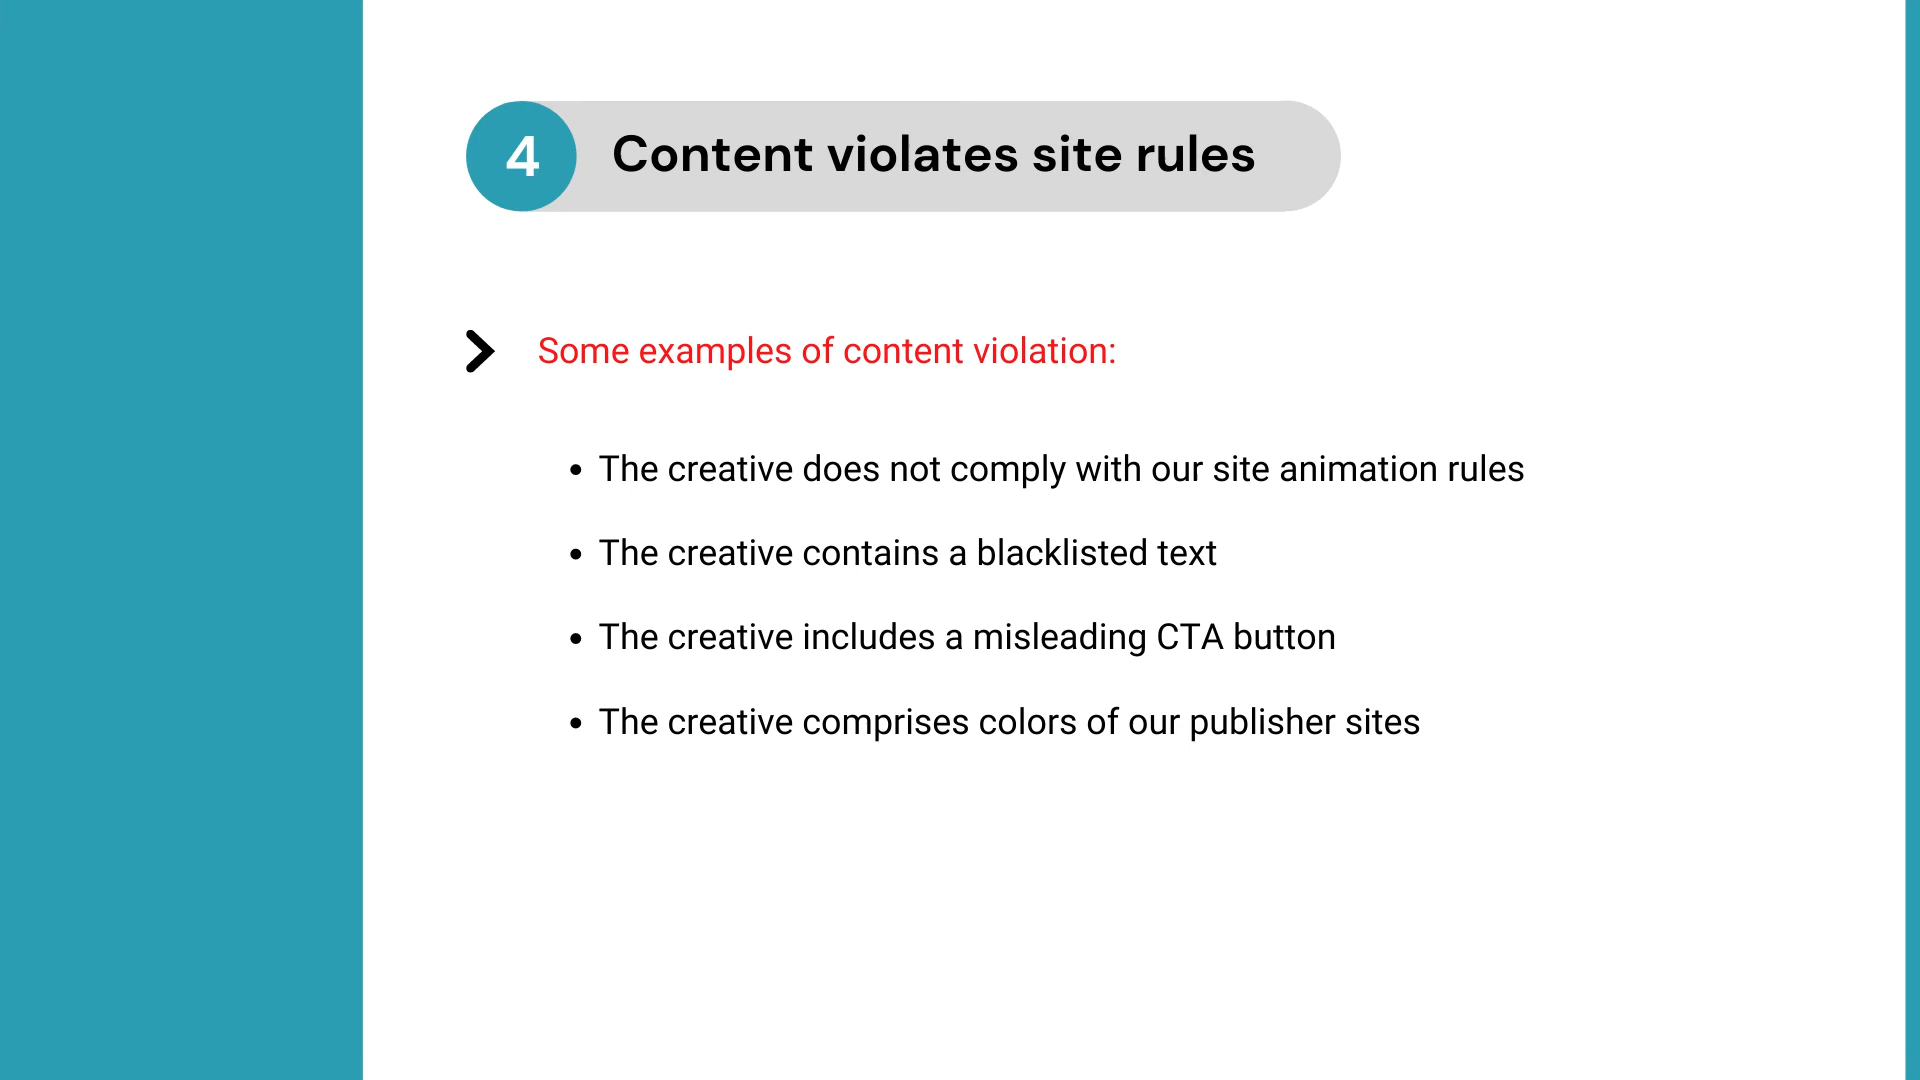 4 Content violates site rules
Some examples of content violation:
• The creative does not comply with our site animation rules
• The creative contains a blacklisted text
• The creative includes a misleading CTA button
• The creative comprises colors of our publisher sites